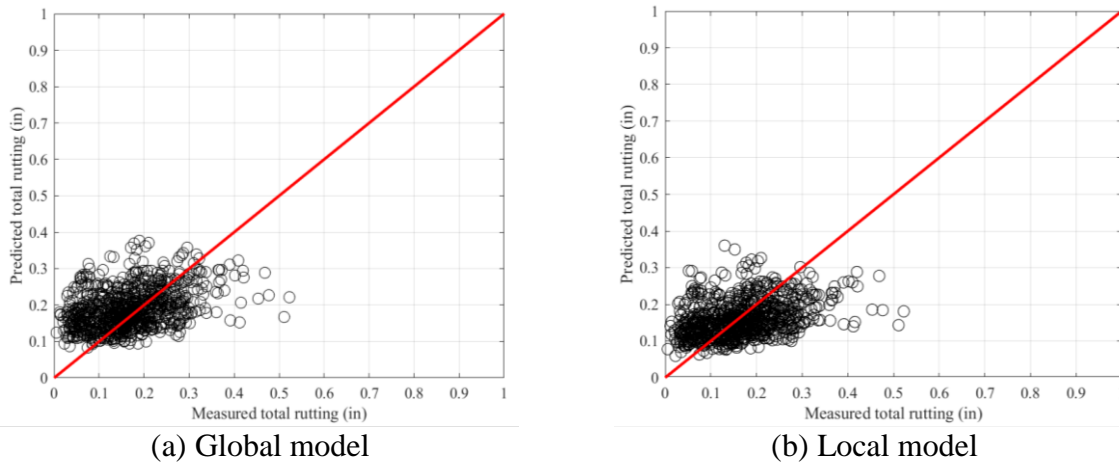 1
0.9
0.8
0.7
0.6
0.5
0.4
0.3
0.2
0.1
0
Predicted total rutting (in)
0 0.1 0.2 0.3 0.4 0.5 0.6 0.7 0.8 0.9 1
Measured total rutting (in)
(a) Global model
1
0.9
0.8
0.7
0.6
0.5
0.4
0.3
0.2
0.1
0
Predicted total rutting (in)
0 0.1 0.2 0.3 0.4 0.5 0.6 0.7 0.8 0.9
Measured total rutting (in)
(b) Local model